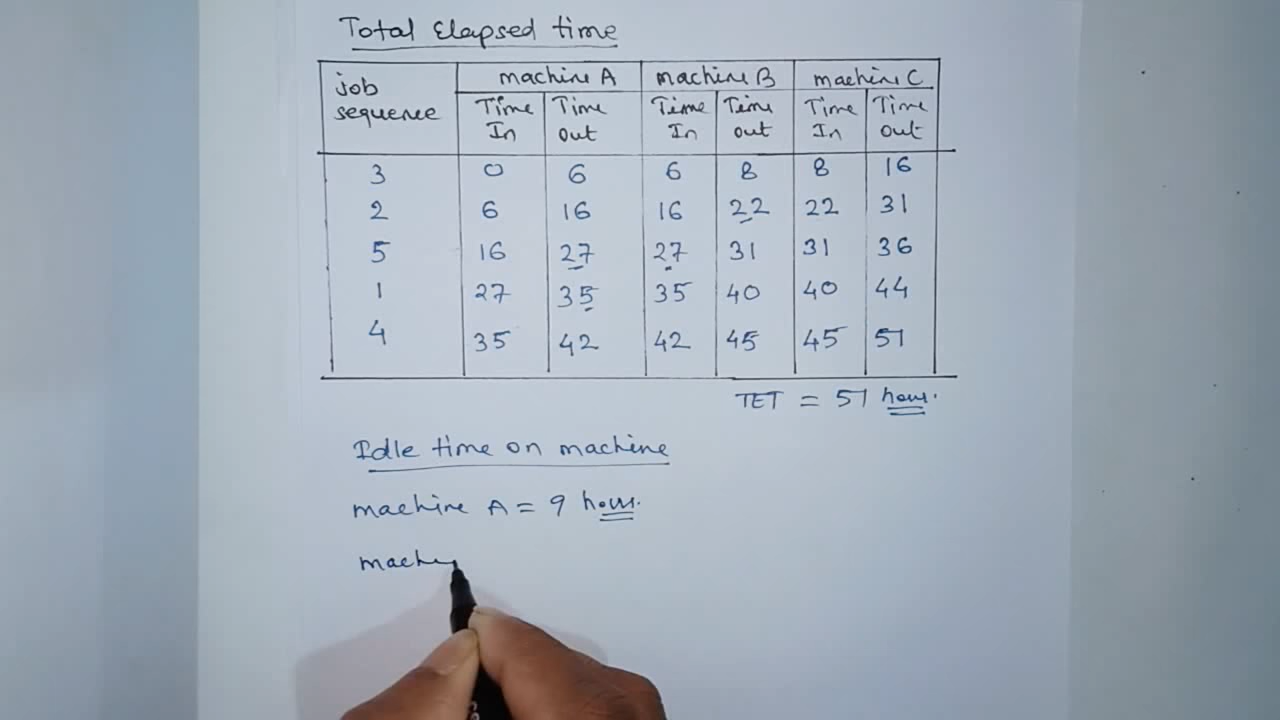 Total Elapsed time
job sequence machine A machine B machine C
Time In Time out Time In Time out Time In Time out
3 0 6 6 8 8 16
2 6 16 16 22 22 31
5 16 27 27 31 31 36
1 27 35 35 40 40 44
4 35 42 42 45 45 51
TET = 51 hours.
Idle time on machine
machine A = 9 hours.
machi